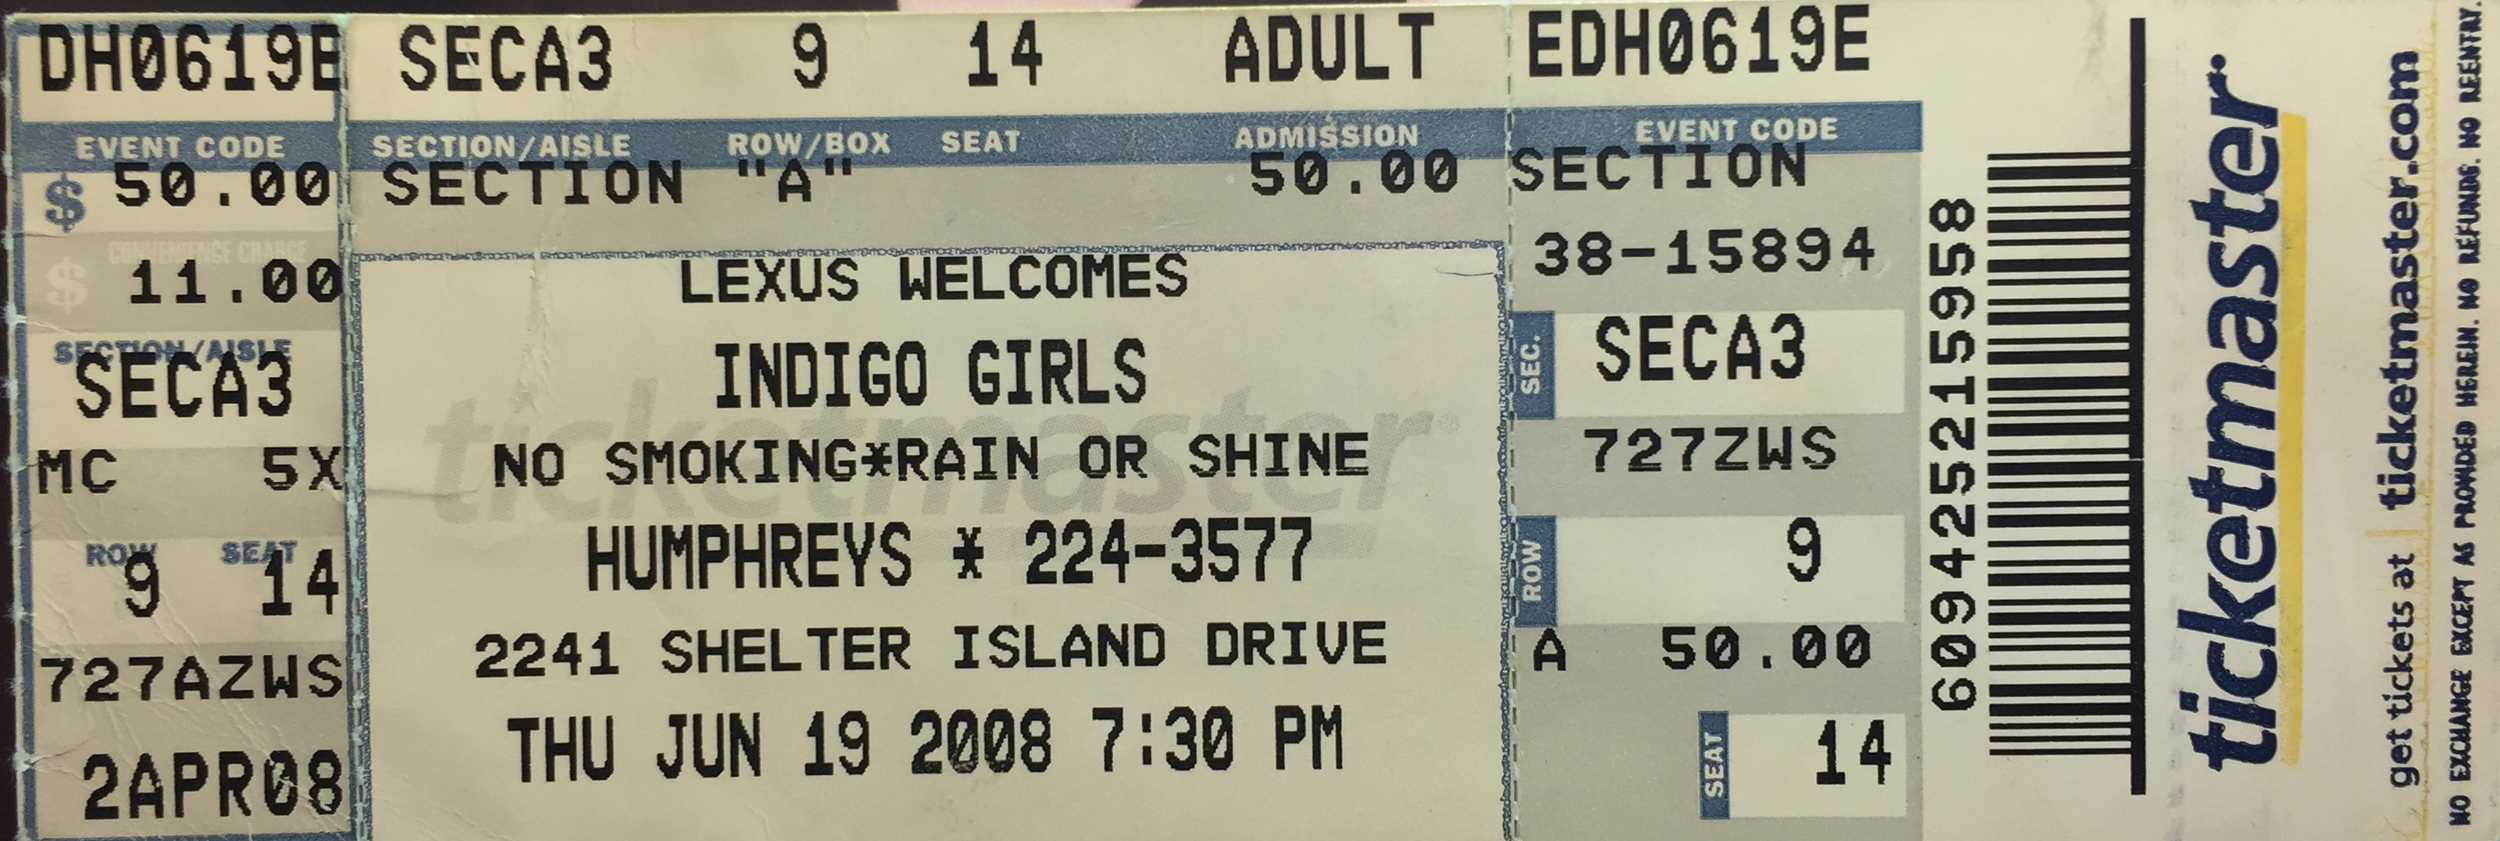 DH0619E
EVENT CODE
$ 50.00
CONVENIENCE CHARGE
$ 11.00
SECTION/AISLE
SECA3
MC 5X
ROW SEAT
9 14
727AZWS
2APR08
SECA3 9 14 ADULT
SECTION/AISLE ROW/BOX SEAT ADMISSION
SECTION "A" 50.00
LEXUS WELCOMES
INDIGO GIRLS
ticketmaster®
NO SMOKING*RAIN OR SHINE
HUMPHREYS * 224-3577
2241 SHELTER ISLAND DRIVE
THU JUN 19 2008 7:30 PM
EDH0619E
EVENT CODE
SECTION
38-15894
SEC. SECA3
727ZWS
ROW 9
A 50.00
SEAT 14
609425215958
ticketmaster®
get tickets at ticketmaster.com
NO EXCHANGE EXCEPT AS PROVIDED HEREIN. NO REFUNDS. NO REENTRY.